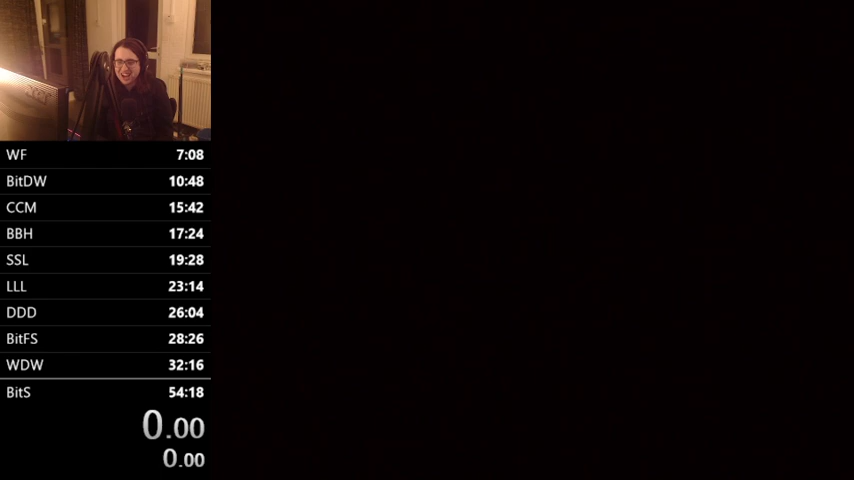 WF 7:08
BitDW 10:48
CCM 15:42
BBH 17:24
SSL 19:28
LLL 23:14
DDD 26:04
BitFS 28:26
WDW 32:16
BitS 54:18
0.00
0.00